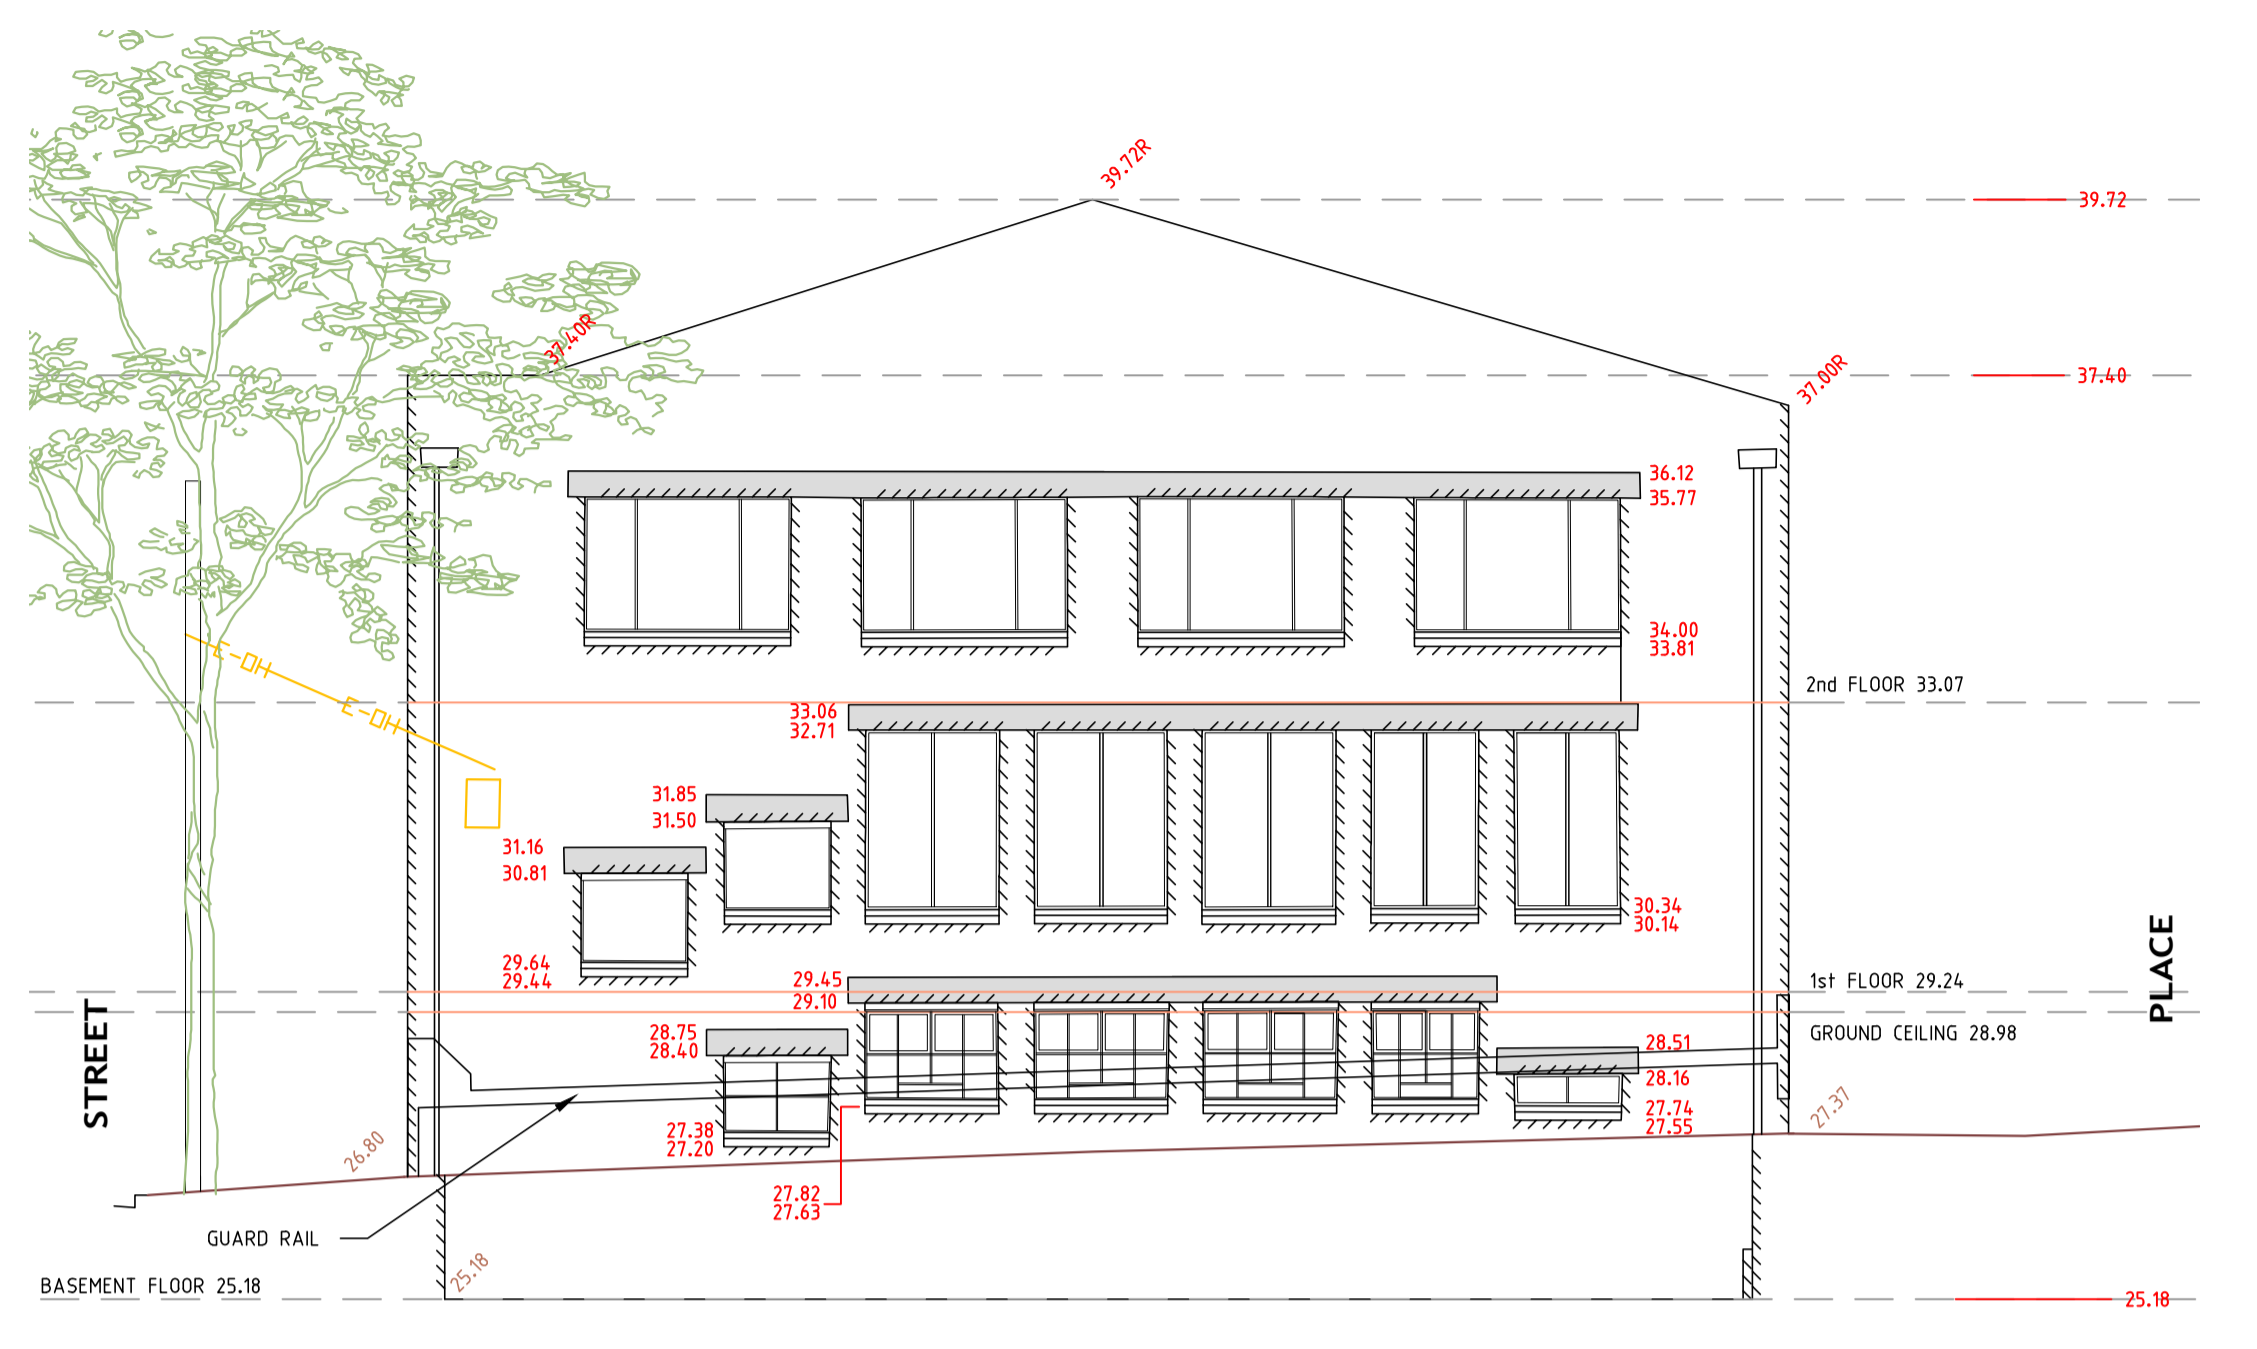 39.72R
39.72
37.40R
37.40
37.00R
36.12
35.77
34.00
33.81
E-OH
E-OH
2nd FLOOR 33.07
33.06
32.71
31.85
31.50
31.16
30.81
30.34
30.14
29.64
29.44
29.45
29.10
1st FLOOR 29.24
GROUND CEILING 28.98
28.75
28.40
28.51
28.16
27.74
27.55
27.38
27.20
27.82
27.63
27.37
26.80
STREET
PLACE
GUARD RAIL
25.18
BASEMENT FLOOR 25.18
25.18